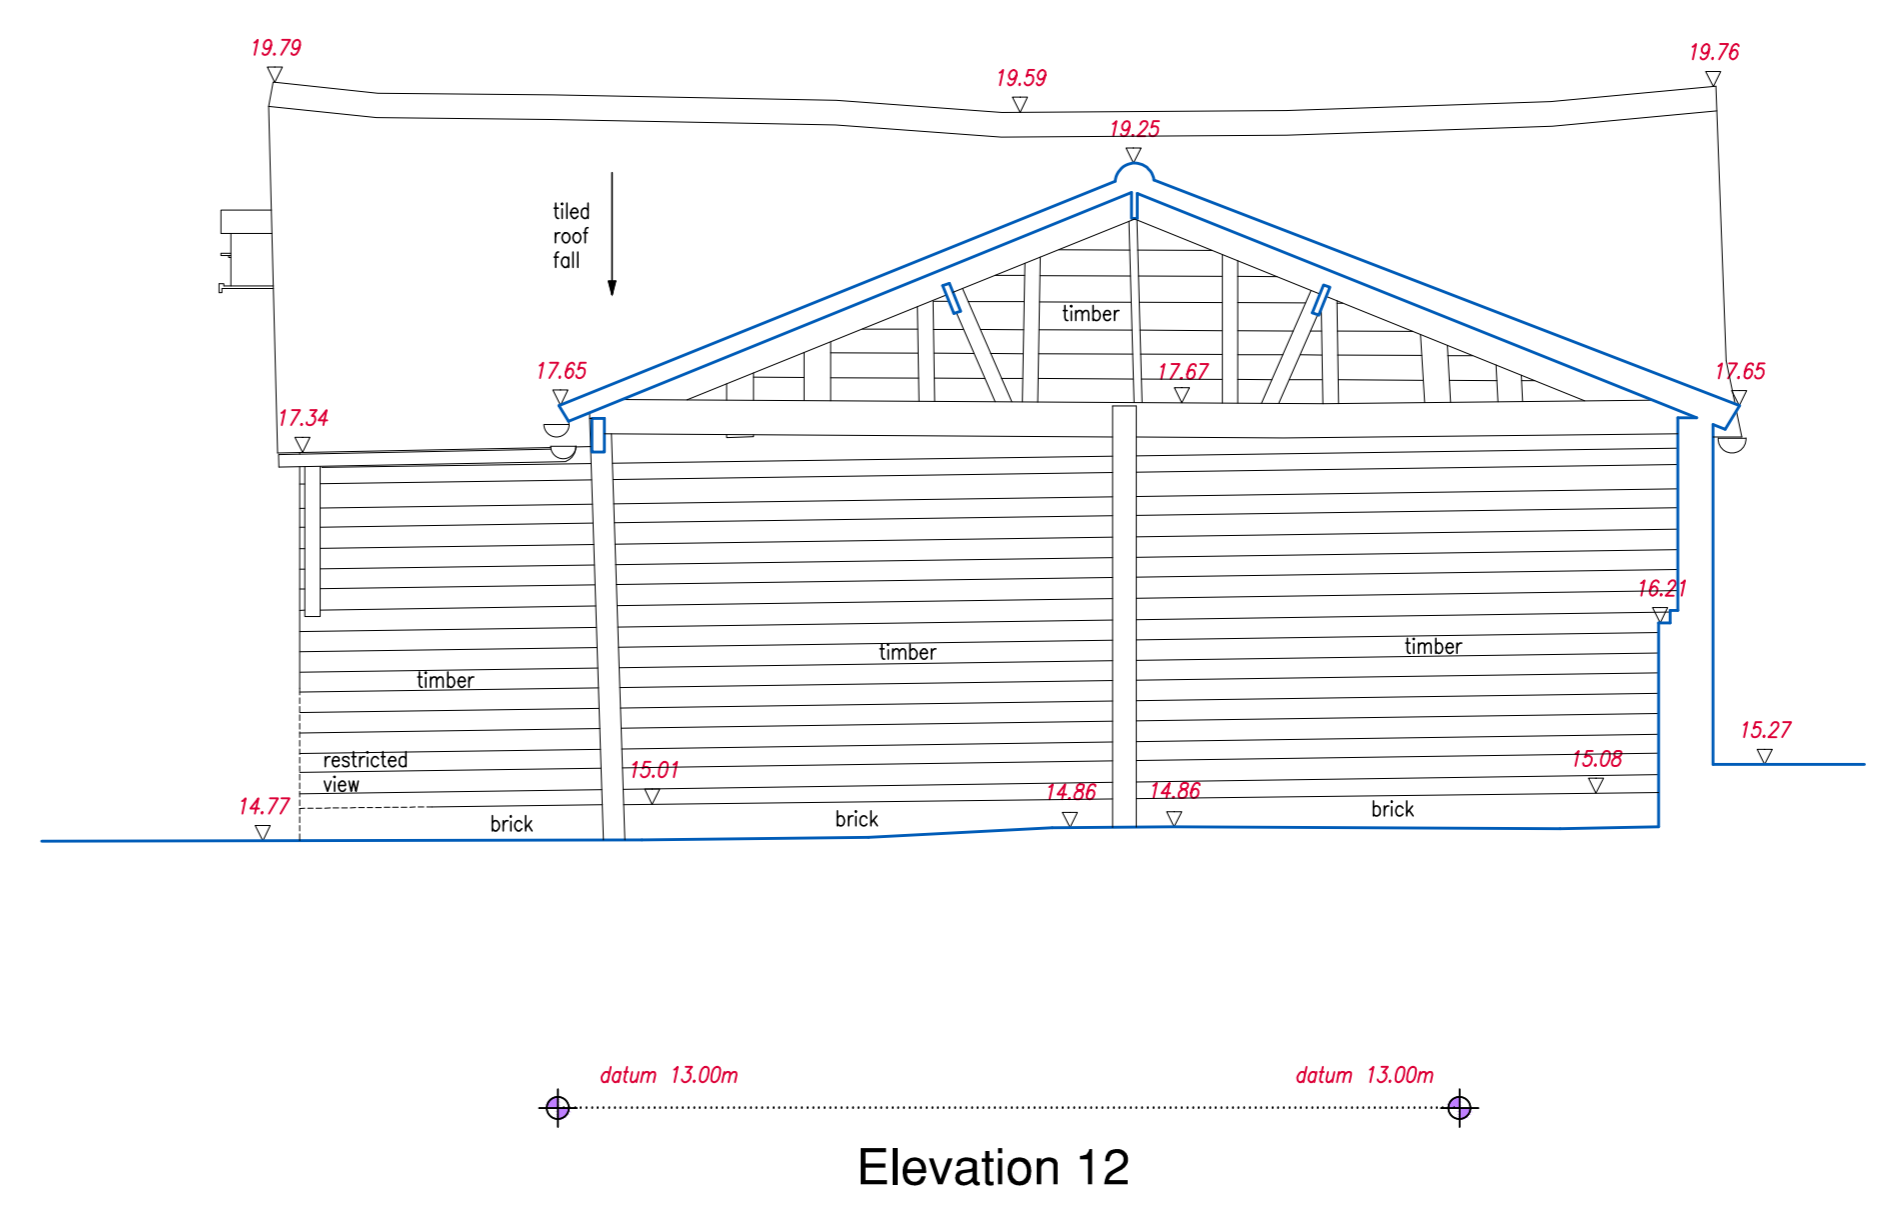 19.79
19.76
19.59
19.25
tiled
roof
fall
timber
17.65
17.67
17.65
17.34
16.21
timber
timber
timber
15.27
restricted
view
15.01
15.08
14.77
14.86
14.86
brick
brick
brick
datum 13.00m
datum 13.00m
Elevation 12